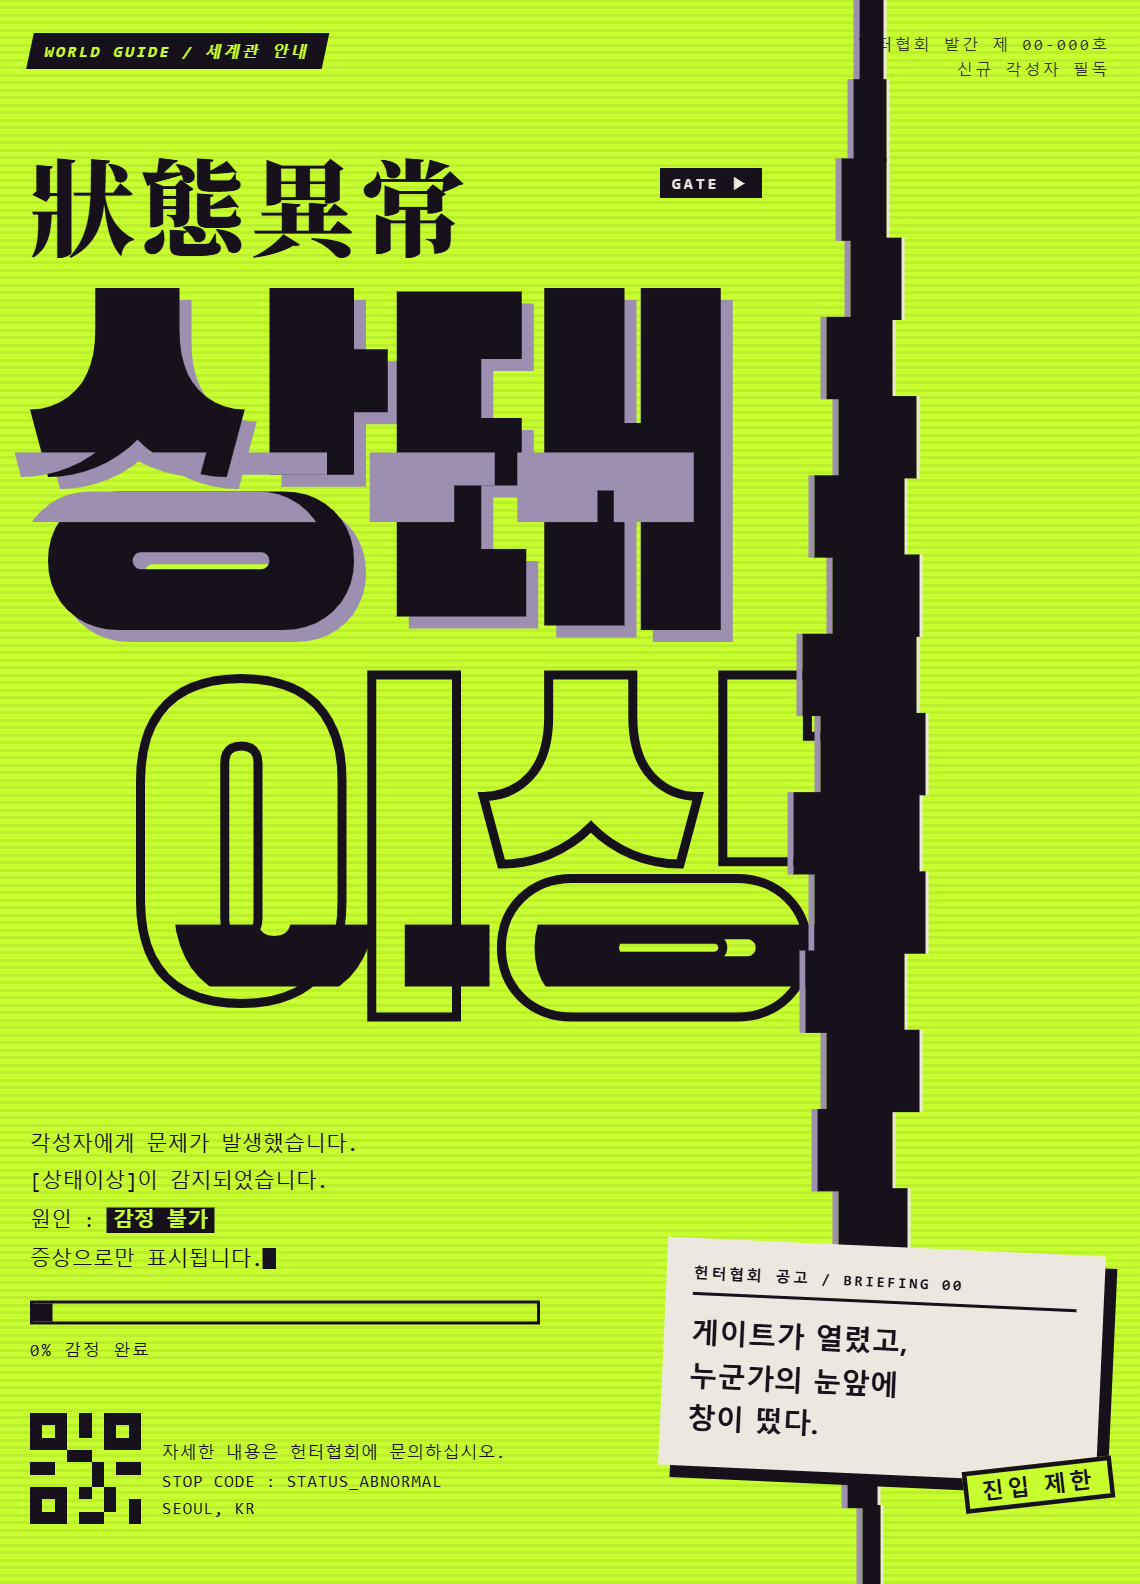 WORLD GUIDE / 세계관 안내
터협회 발간 제 00-000호
신규 각성자 필독
狀態異常
GATE ▶
상태
이상
각성자에게 문제가 발생했습니다.
[상태이상]이 감지되었습니다.
원인 : 감정 불가
증상으로만 표시됩니다.
0% 감정 완료
자세한 내용은 헌터협회에 문의하십시오.
STOP CODE : STATUS_ABNORMAL
SEOUL, KR
헌터협회 공고 / BRIEFING 00
게이트가 열렸고,
누군가의 눈앞에
창이 떴다.
진입 제한